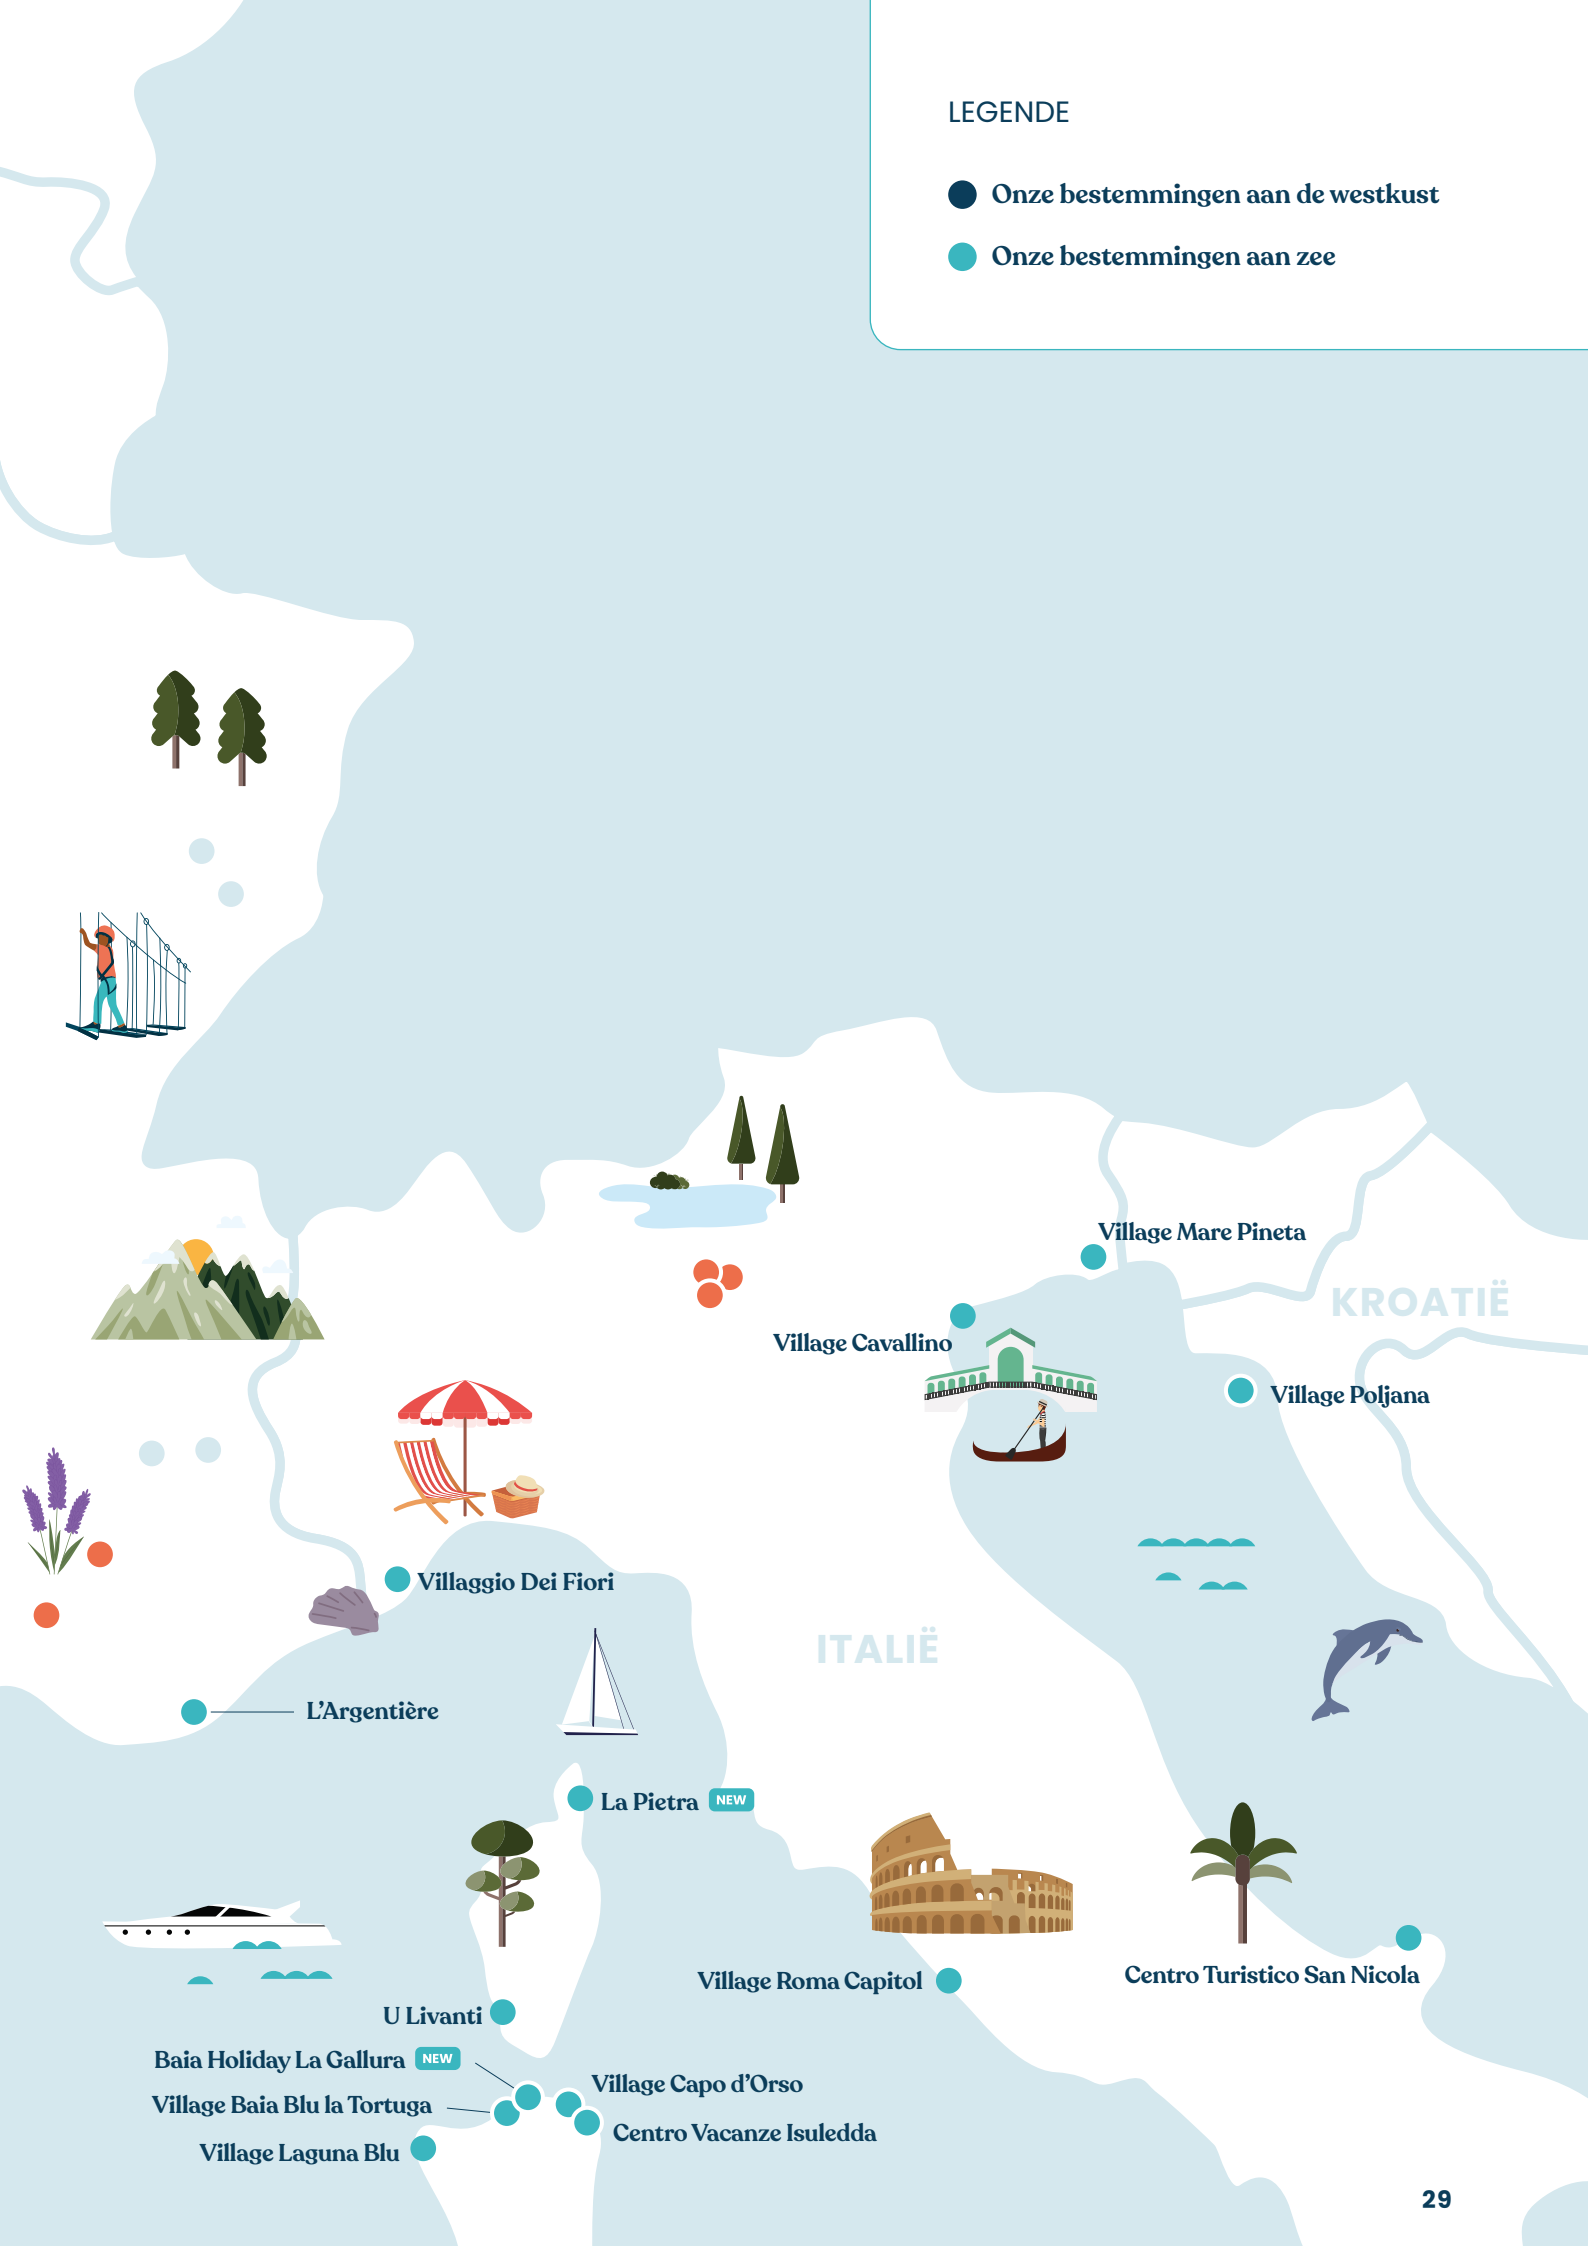 LEGENDE
Onze bestemmingen aan de westkust
Onze bestemmingen aan zee
Village Mare Pineta
KROATIË
Village Cavallino
Village Poljana
Villaggio Dei Fiori
ITALIË
L’Argentière
La Pietra NEW
Village Roma Capitol
Centro Turistico San Nicola
U Livanti
Baia Holiday La Gallura NEW
Village Capo d’Orso
Village Baia Blu la Tortuga
Centro Vacanze Isuledda
Village Laguna Blu
29